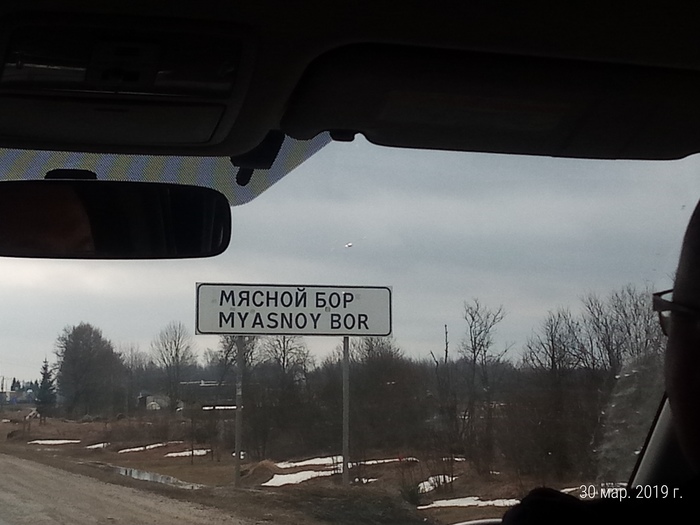 МЯСНОЙ БОР
MYASNOY BOR
30 мар. 2019 г.